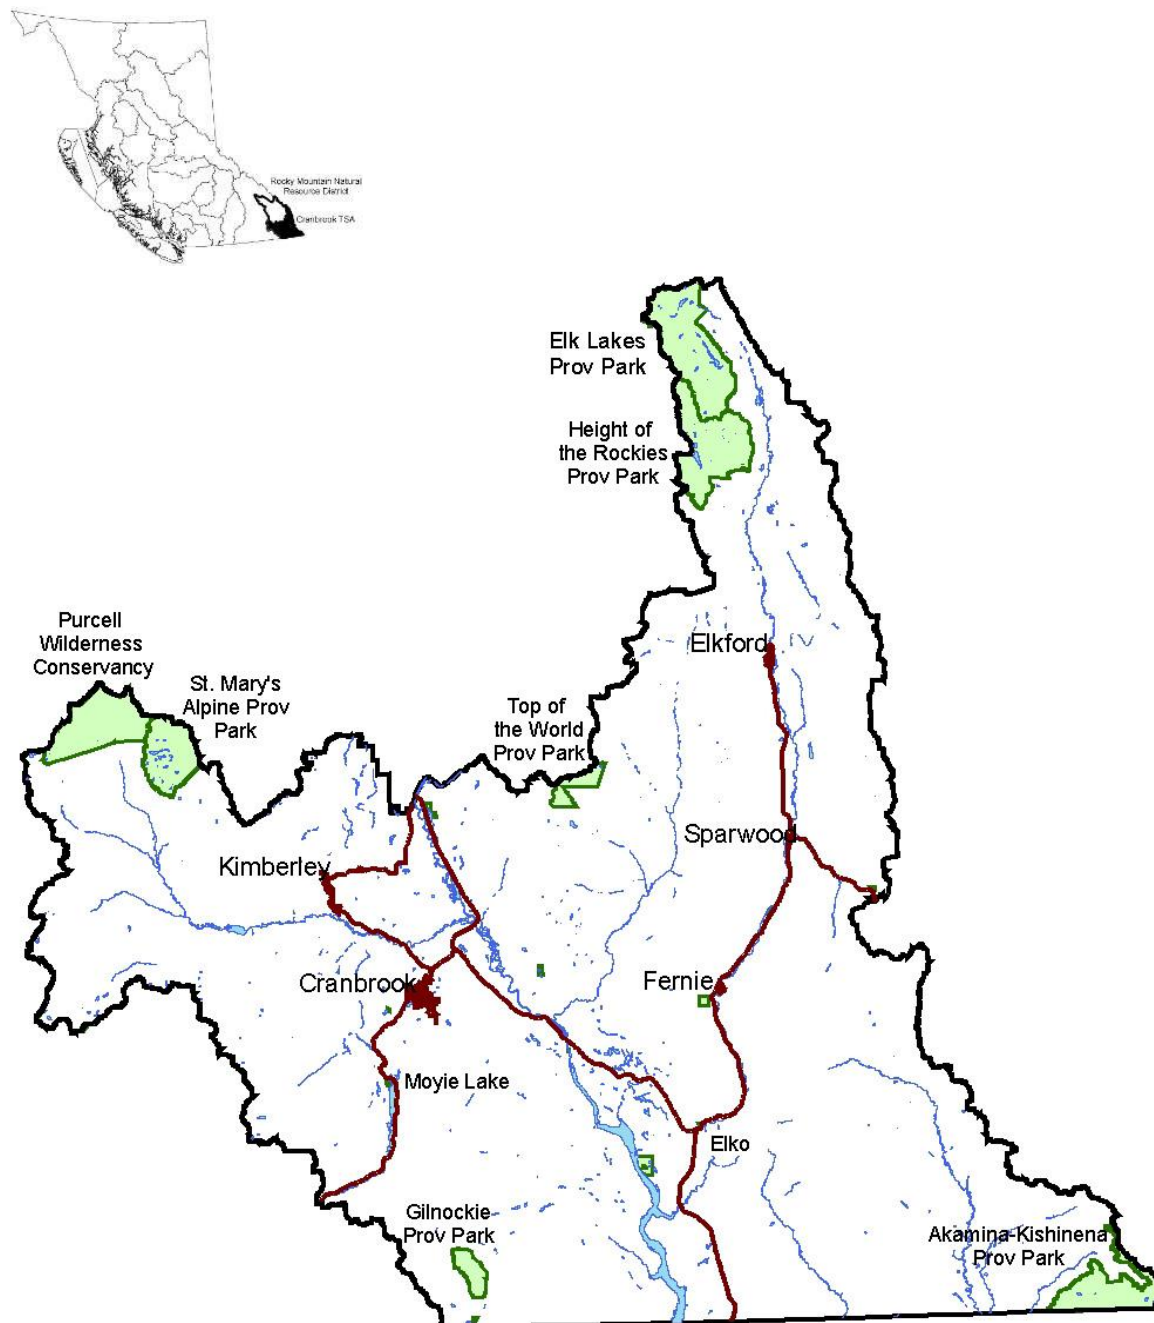 Rocky Mountain Natural
Resource District
Cranbrook TSA
Elk Lakes
Prov Park
Height of
the Rockies
Prov Park
Purcell
Wilderness
Conservancy
St. Mary's
Alpine Prov
Park
Elkford
Top of
the World
Prov Park
Sparwood
Kimberley
Cranbrook
Fernie
Moyie Lake
Elko
Gilnockie
Prov Park
Akamina-Kishinena
Prov Park